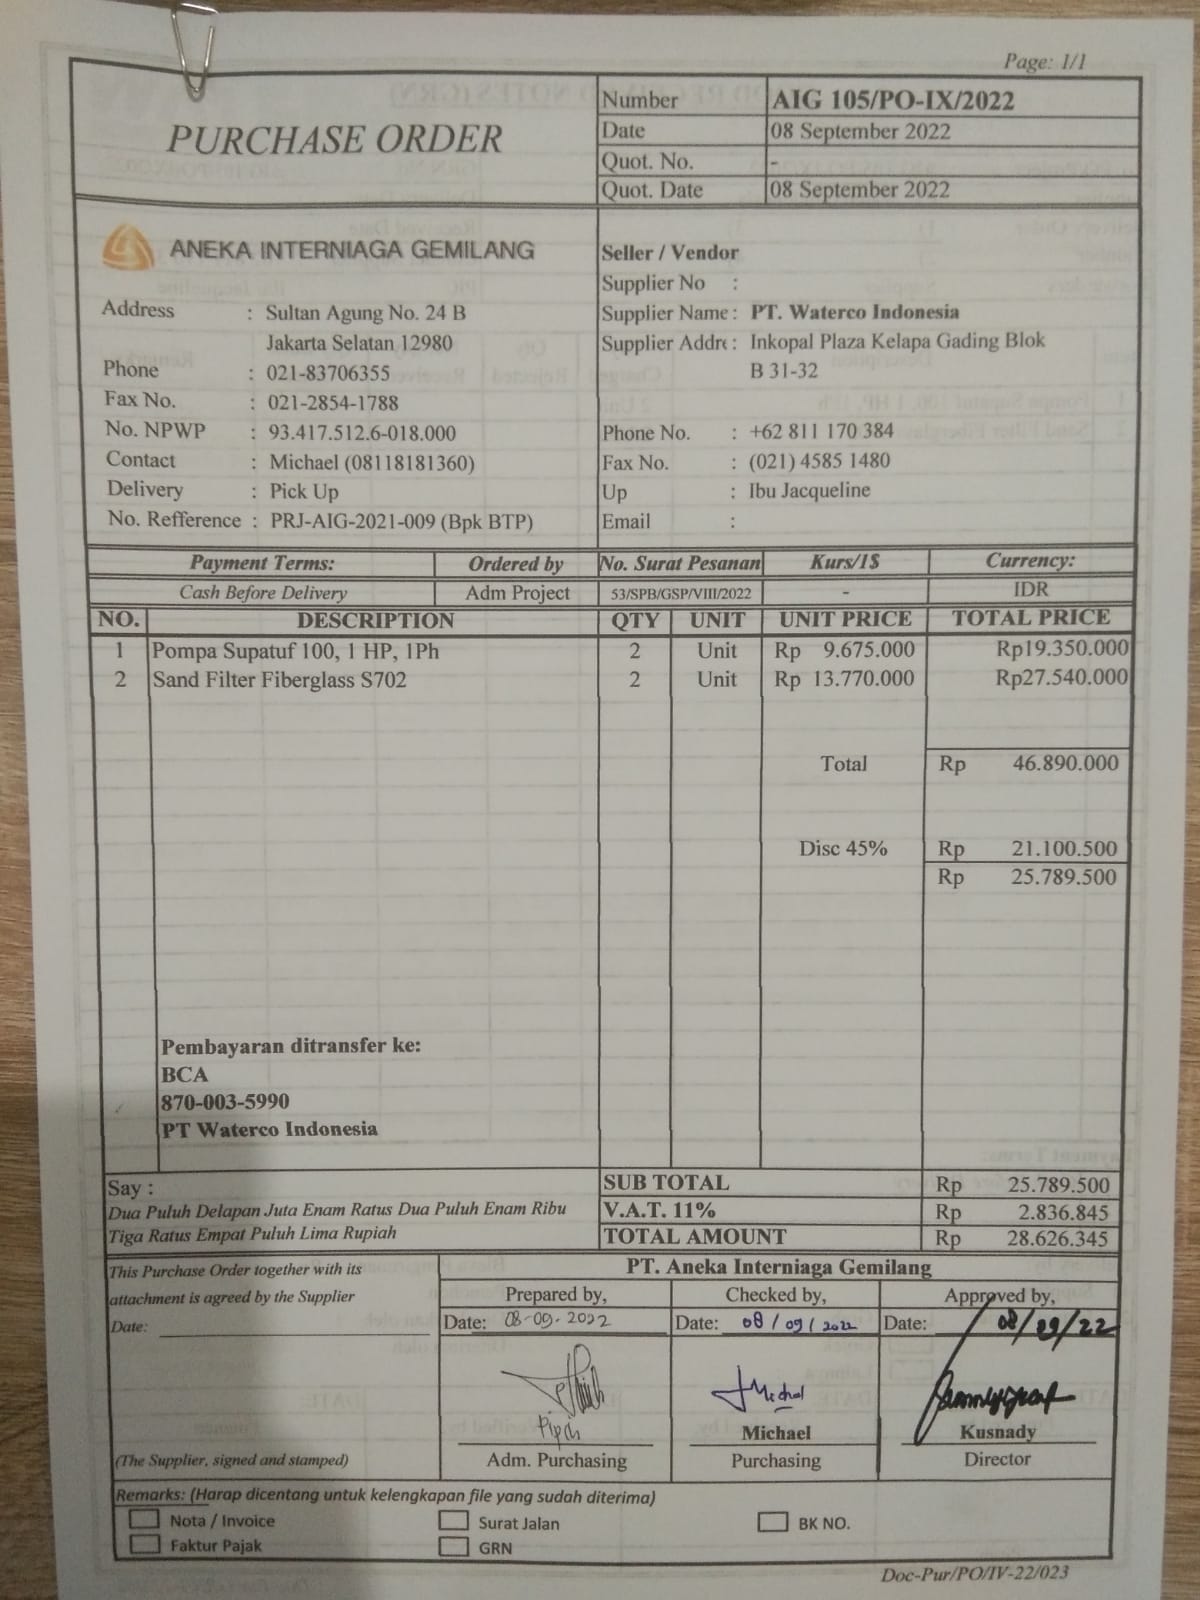 Page: 1/1
PURCHASE ORDER
Number AIG 105/PO-IX/2022
Date 08 September 2022
Quot. No. -
Quot. Date 08 September 2022
ANEKA INTERNIAGA GEMILANG
Address : Sultan Agung No. 24 B
Jakarta Selatan 12980
Phone : 021-83706355
Fax No. : 021-2854-1788
No. NPWP : 93.417.512.6-018.000
Contact : Michael (08118181360)
Delivery : Pick Up
No. Refference : PRJ-AIG-2021-009 (Bpk BTP)
Seller / Vendor
Supplier No :
Supplier Name : PT. Waterco Indonesia
Supplier Addre : Inkopal Plaza Kelapa Gading Blok
B 31-32
Phone No. : +62 811 170 384
Fax No. : (021) 4585 1480
Up : Ibu Jacqueline
Email :
Payment Terms: Ordered by No. Surat Pesanan Kurs/1$ Currency:
Cash Before Delivery Adm Project 53/SPB/GSP/VIII/2022 - IDR
NO. DESCRIPTION QTY UNIT UNIT PRICE TOTAL PRICE
1 Pompa Supatuf 100, 1 HP, 1Ph 2 Unit Rp 9.675.000 Rp19.350.000
2 Sand Filter Fiberglass S702 2 Unit Rp 13.770.000 Rp27.540.000
Total Rp 46.890.000
Disc 45% Rp 21.100.500
Rp 25.789.500
Pembayaran ditransfer ke:
BCA
870-003-5990
PT Waterco Indonesia
Say :
Dua Puluh Delapan Juta Enam Ratus Dua Puluh Enam Ribu
Tiga Ratus Empat Puluh Lima Rupiah
SUB TOTAL Rp 25.789.500
V.A.T. 11% Rp 2.836.845
TOTAL AMOUNT Rp 28.626.345
This Purchase Order together with its
attachment is agreed by the Supplier
Date:
(The Supplier, signed and stamped)
PT. Aneka Interniaga Gemilang
Prepared by, Checked by, Approved by,
Date: 08-09-2022 Date: 08/09/2022 Date: 08/09/22
Michal
Michael Kusnady
Adm. Purchasing Purchasing Director
Remarks: (Harap dicentang untuk kelengkapan file yang sudah diterima)
Nota / Invoice Surat Jalan BK NO.
Faktur Pajak GRN
Doc-Pur/PO/IV-22/023